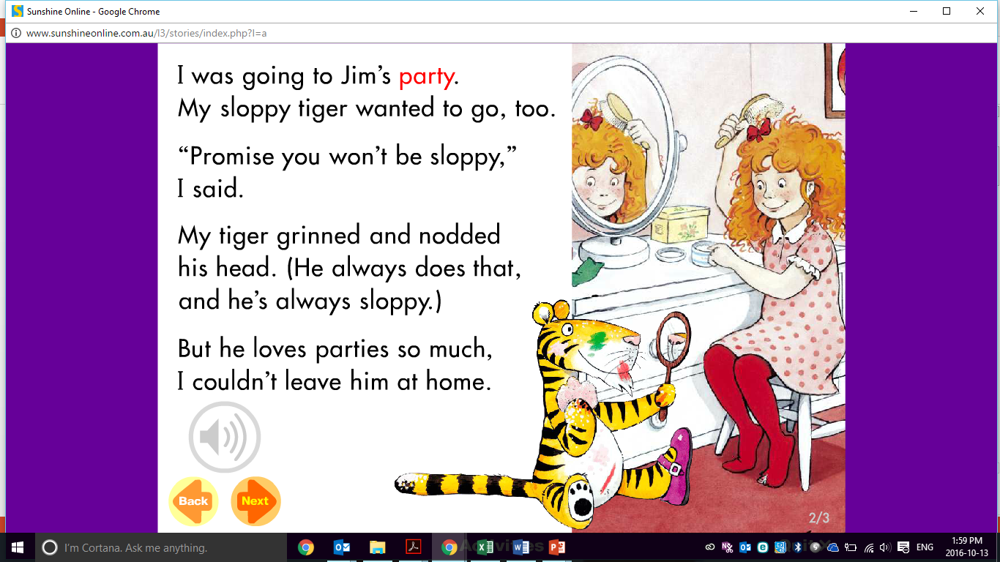 Sunshine Online - Google Chrome
www.sunshineonline.com.au/l3/stories/index.php?l=a
I was going to Jim's party.
My sloppy tiger wanted to go, too.
“Promise you won't be sloppy,”
I said.
My tiger grinned and nodded
his head. (He always does that,
and he's always sloppy.)
But he loves parties so much,
I couldn't leave him at home.
Back
Next
2/3
I'm Cortana. Ask me anything.
ENG
1:59 PM
2016-10-13